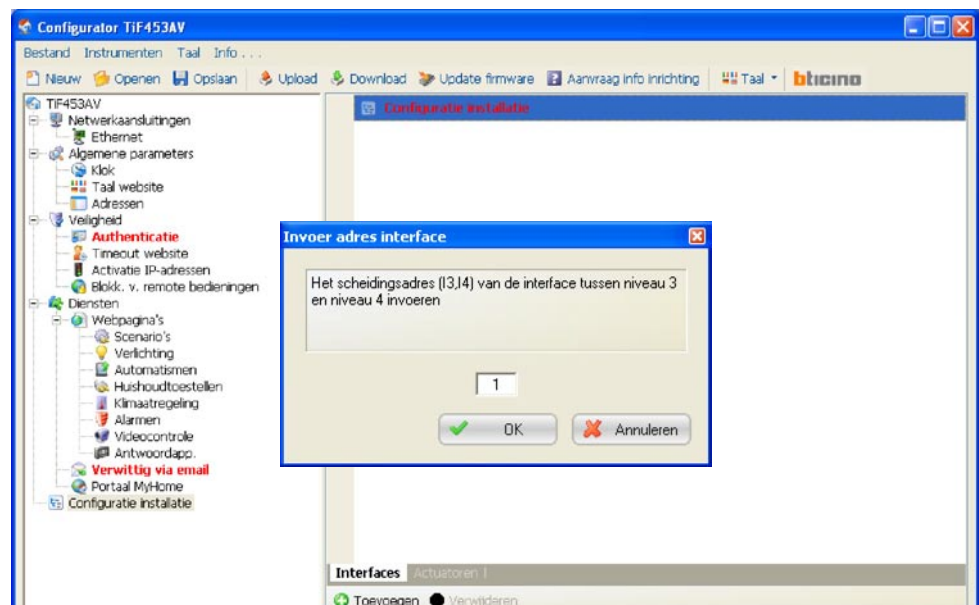 Configurator TiF453AV
Bestand Instrumenten Taal Info . . .
Nieuw Openen Opslaan Upload Download Update firmware Aanvraag info inrichting Taal bticino
TiF453AV
Netwerkaansluitingen
Ethernet
Algemene parameters
Klok
Taal website
Adressen
Veiligheid
Authenticatie
Timeout website
Activatie IP-adressen
Blokk. v. remote bedieningen
Diensten
Webpagina's
Scenario's
Verlichting
Automatismen
Huishoudtoestellen
Klimaatregeling
Alarmen
Videocontrole
Antwoordapp.
Verwittig via email
Portaal MyHome
Configuratie installatie
Configuratie installatie
Invoer adres interface
Het scheidingsadres (I3,I4) van de interface tussen niveau 3
en niveau 4 invoeren
1
OK Annuleren
Interfaces Actuatoren I
Toevoegen Verwijderen